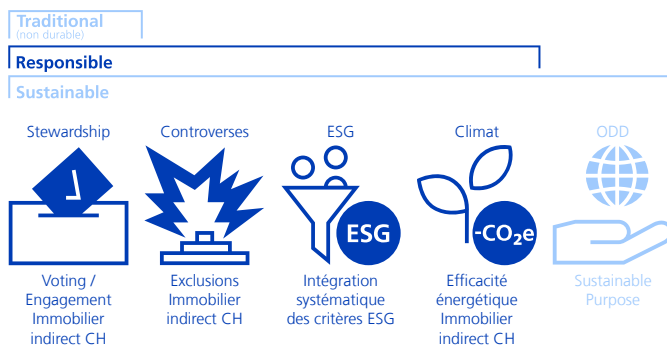 Traditional
(non durable)
Responsible
Sustainable
Stewardship
Controverses
ESG
Climat
ODD
ESG
-CO₂e
Voting /
Engagement
Immobilier
indirect CH
Exclusions
Immobilier
indirect CH
Intégration
systématique
des critères ESG
Efficacité
énergétique
Immobilier
indirect CH
Sustainable
Purpose